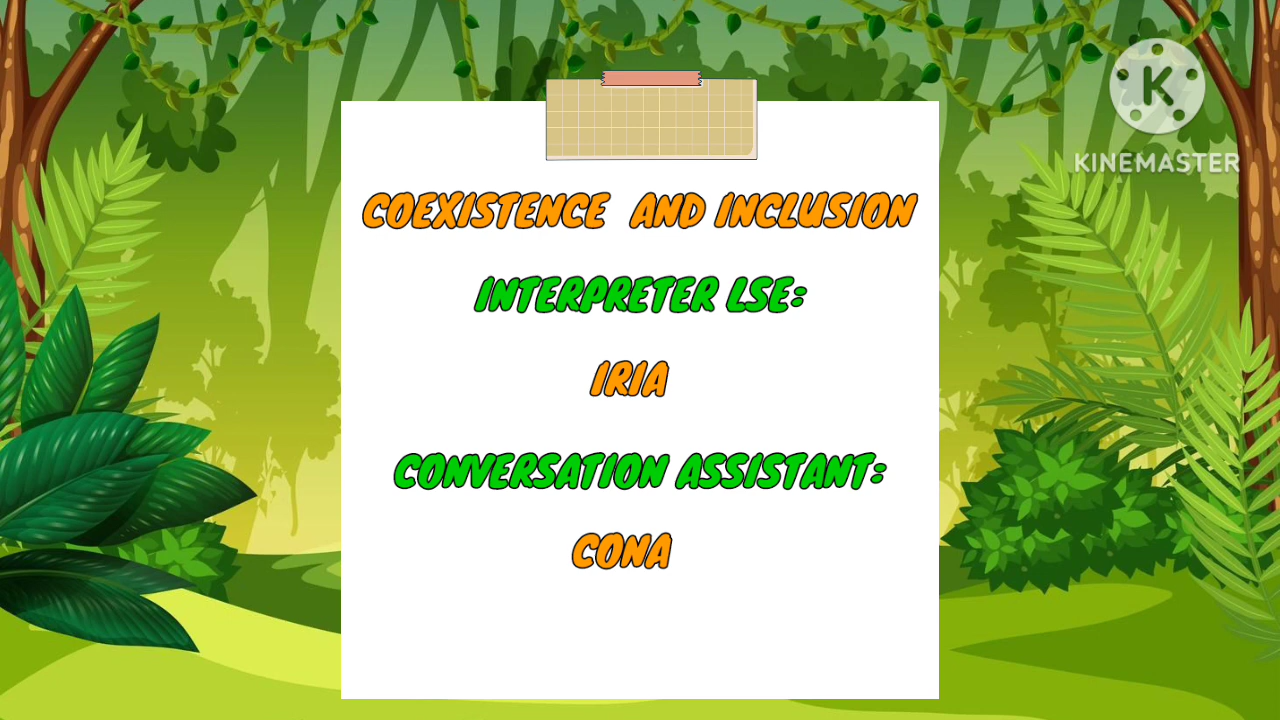 K
KINEMASTER
COEXISTENCE AND INCLUSION
INTERPRETER LSE:
IRIA
CONVERSATION ASSISTANT:
CONA